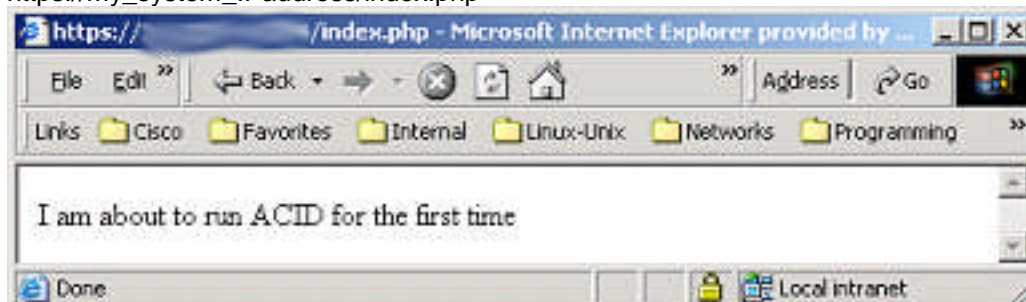 https:// /index.php - Microsoft Internet Explorer provided by ...
File Edit » Back » Address Go
Links Cisco Favorites Internal Linux-Unix Networks Programming »
I am about to run ACID for the first time
Done Local intranet